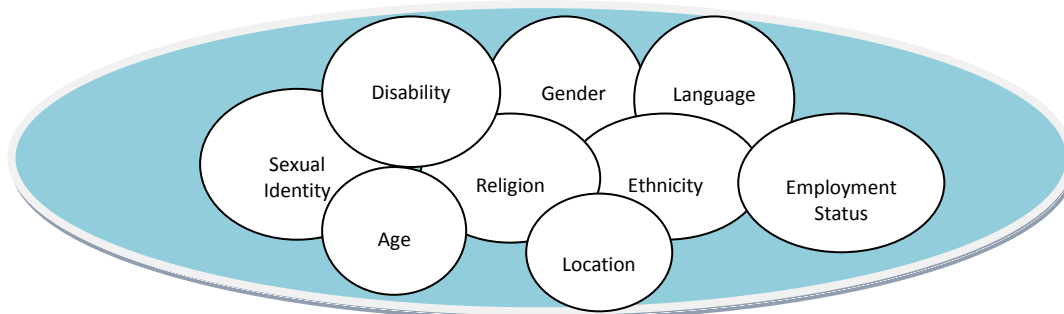 Disability
Gender
Language
Sexual
Identity
Religion
Ethnicity
Employment
Status
Age
Location